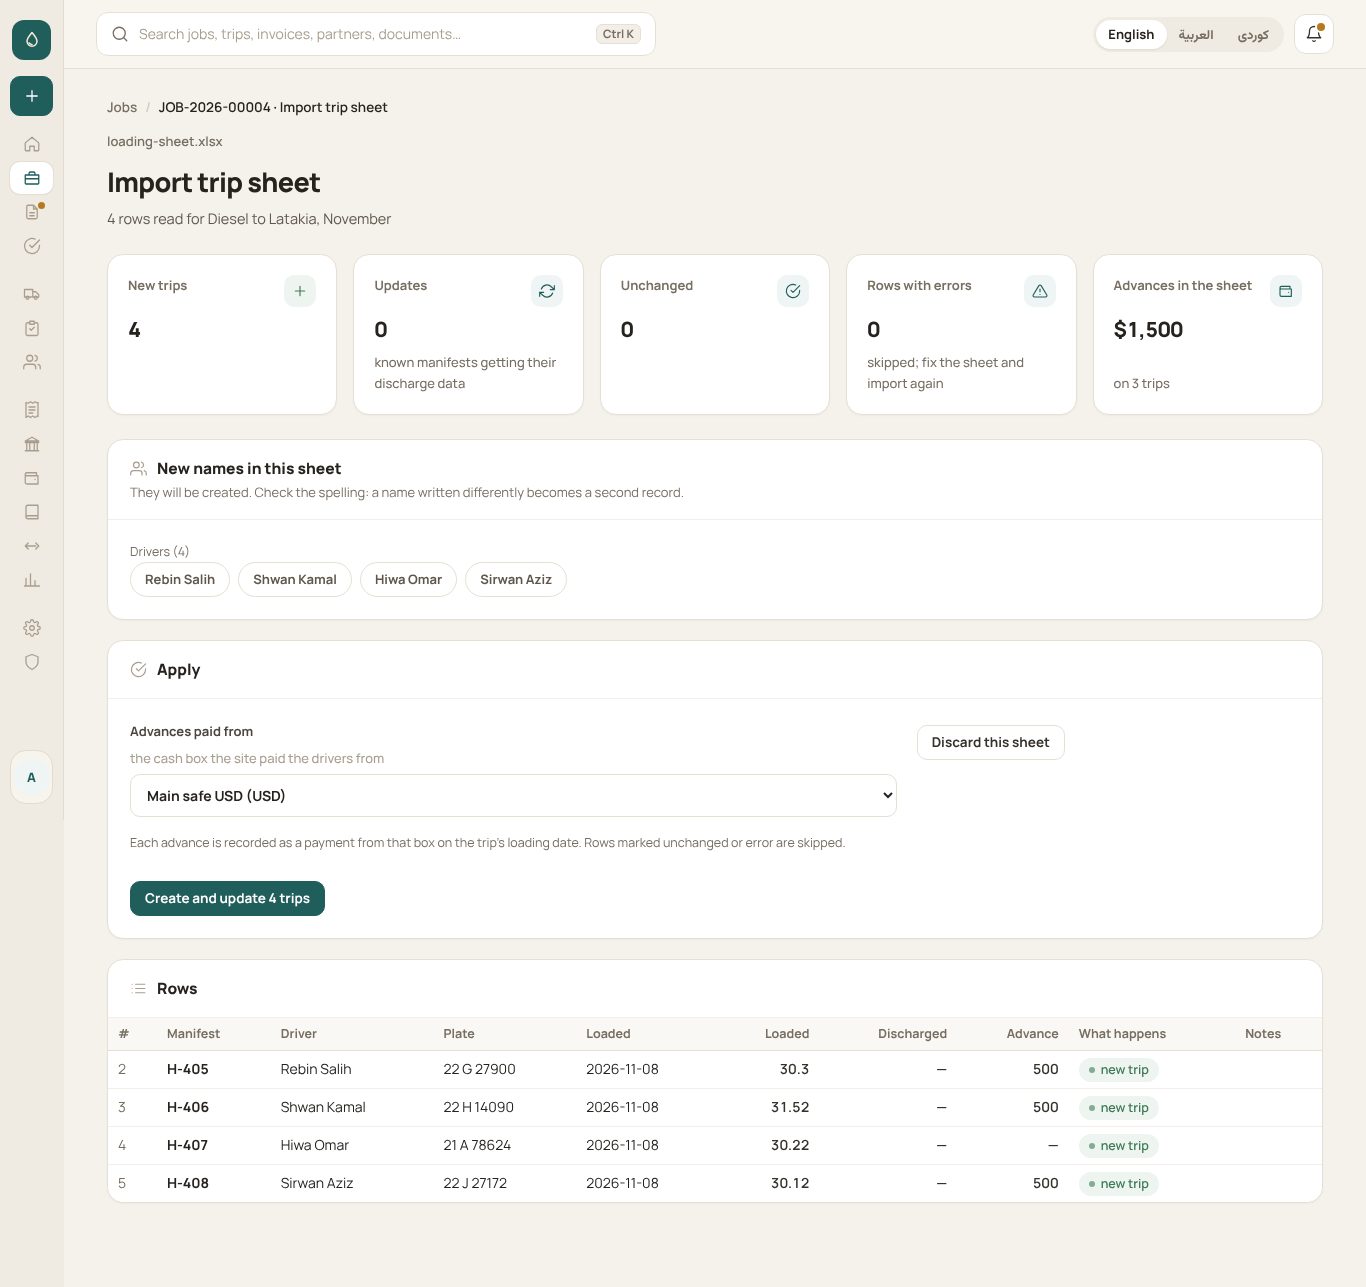 Search jobs, trips, invoices, partners, documents...
Ctrl K
English
العربية
كوردی
Jobs / JOB-2026-00004 · Import trip sheet
loading-sheet.xlsx
Import trip sheet
4 rows read for Diesel to Latakia, November
New trips
4
Updates
0
known manifests getting their
discharge data
Unchanged
0
Rows with errors
0
skipped; fix the sheet and
import again
Advances in the sheet
$1,500
on 3 trips
New names in this sheet
They will be created. Check the spelling: a name written differently becomes a second record.
Drivers (4)
Rebin Salih
Shwan Kamal
Hiwa Omar
Sirwan Aziz
Apply
Advances paid from
the cash box the site paid the drivers from
Main safe USD (USD)
Discard this sheet
Each advance is recorded as a payment from that box on the trip's loading date. Rows marked unchanged or error are skipped.
Create and update 4 trips
A
Rows
# Manifest Driver Plate Loaded Loaded Discharged Advance What happens Notes
2 H-405 Rebin Salih 22 G 27900 2026-11-08 30.3 — 500 new trip
3 H-406 Shwan Kamal 22 H 14090 2026-11-08 31.52 — 500 new trip
4 H-407 Hiwa Omar 21 A 78624 2026-11-08 30.22 — — new trip
5 H-408 Sirwan Aziz 22 J 27172 2026-11-08 30.12 — 500 new trip